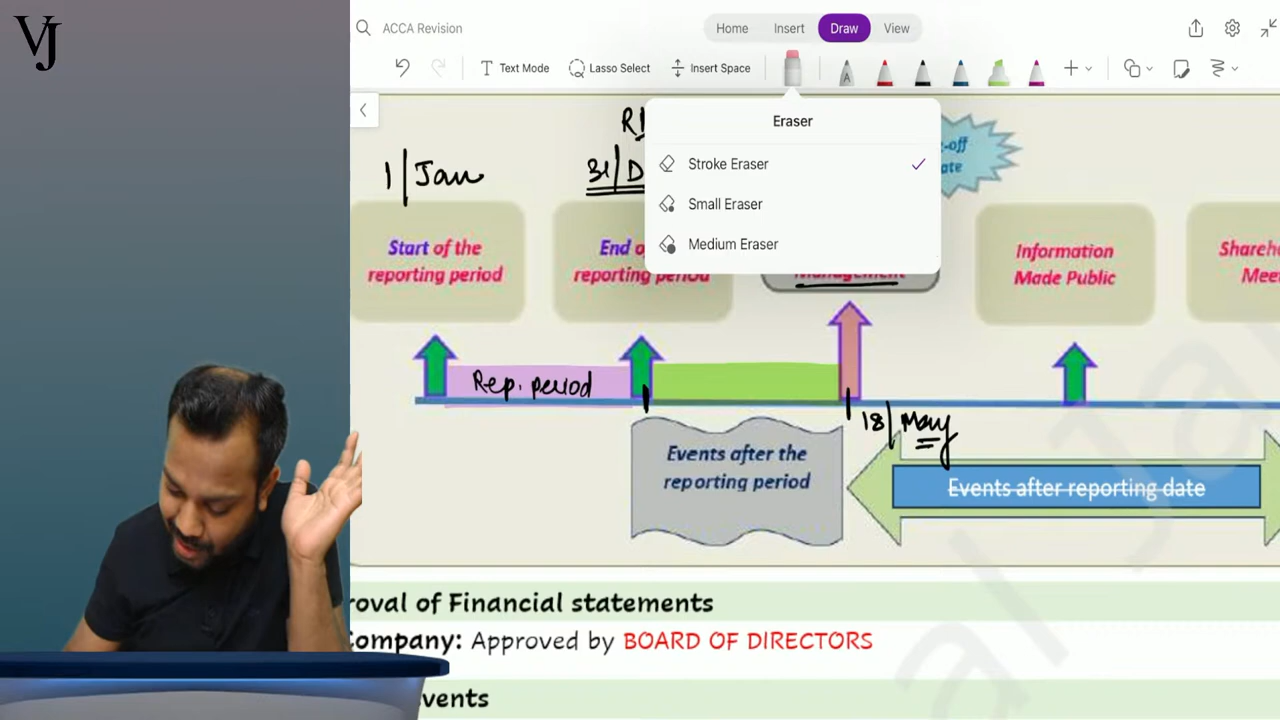 VJ
ACCA Revision
Home Insert Draw View
Text Mode Lasso Select Insert Space
A
Eraser
Stroke Eraser
Small Eraser
Medium Eraser
1 Jan
31
-off
Start of the
reporting period
End
reporting period
Management
Information
Made Public
Rep. period
18 May
Events after the
reporting period
Events after reporting date
roval of Financial statements
Company: Approved by BOARD OF DIRECTORS
vents